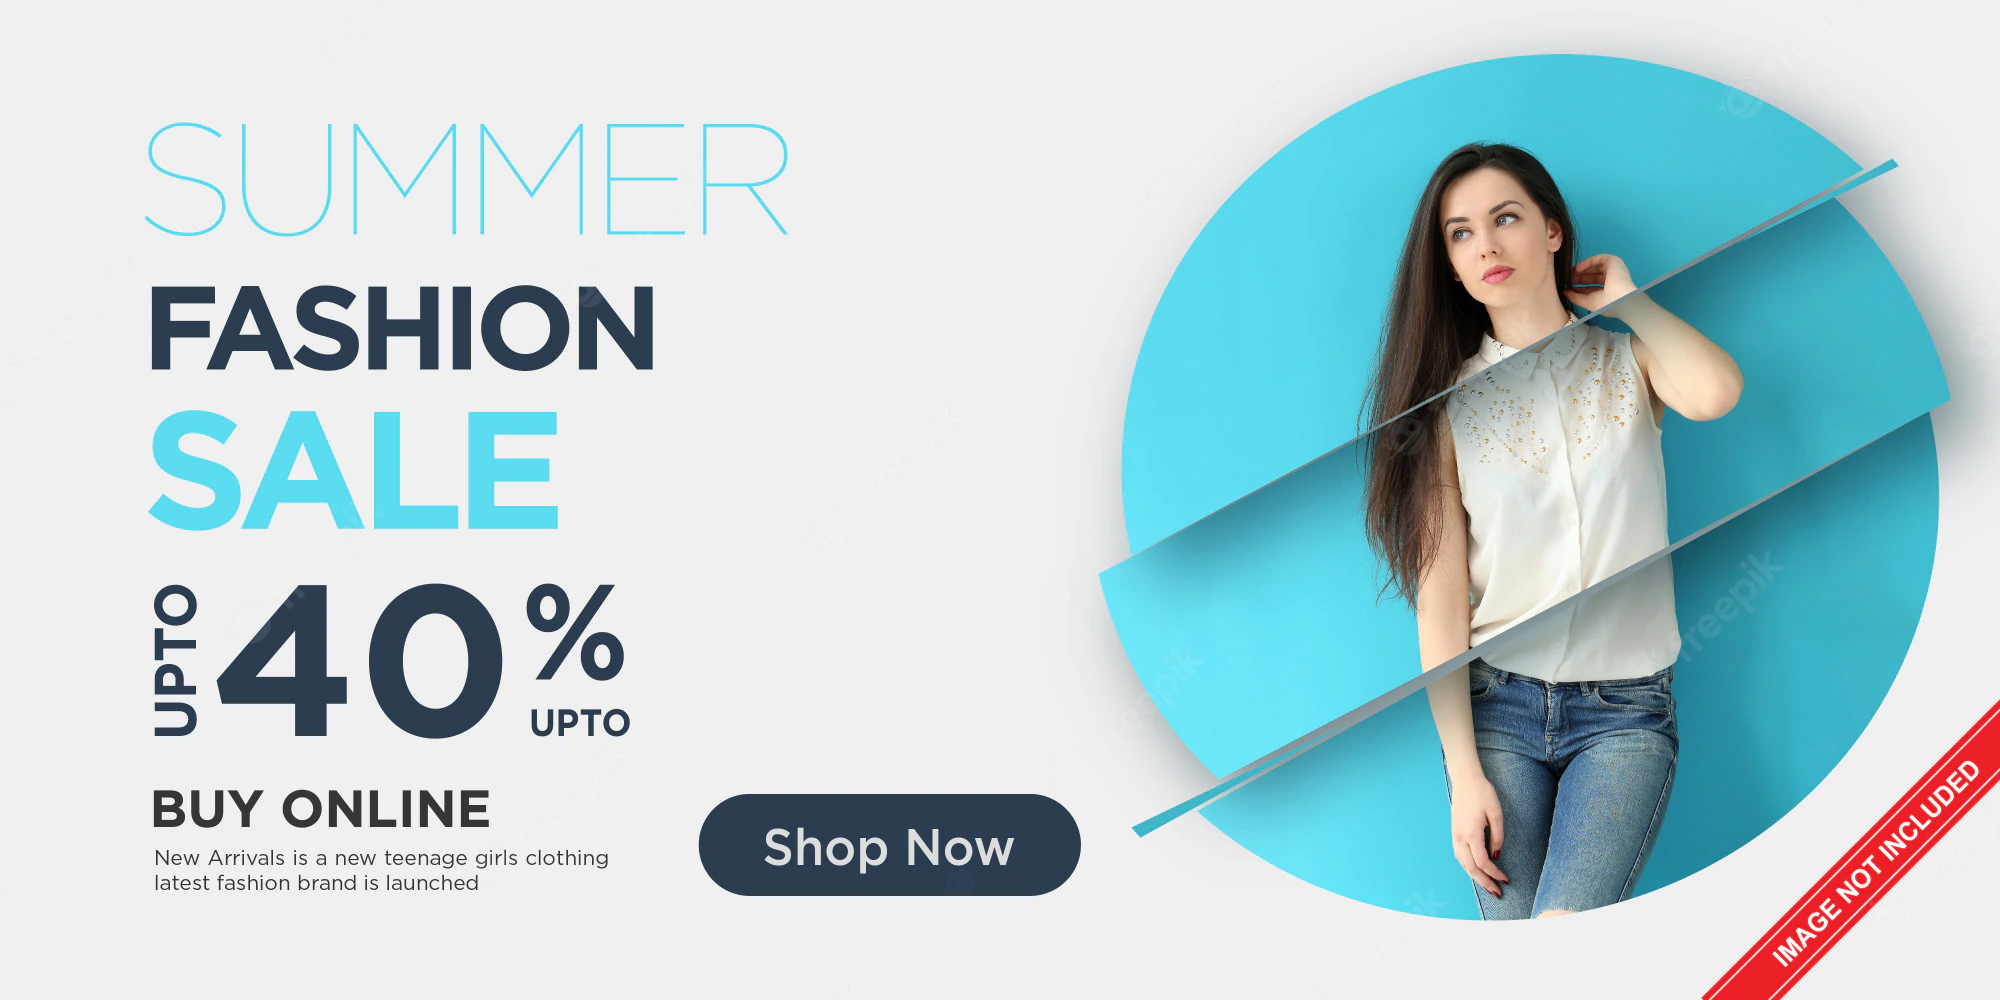 SUMMER
FASHION
SALE
UPTO
40%
UPTO
BUY ONLINE
New Arrivals is a new teenage girls clothing
latest fashion brand is launched
Shop Now
IMAGE NOT INCLUDED
freepik